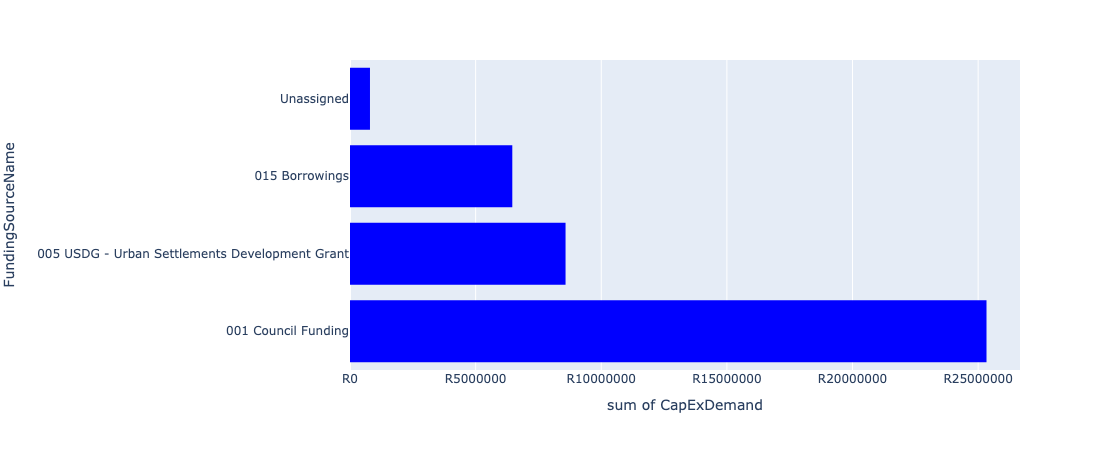 FundingSourceName
Unassigned
015 Borrowings
005 USDG - Urban Settlements Development Grant
001 Council Funding
R0 R5000000 R10000000 R15000000 R20000000 R25000000
sum of CapExDemand